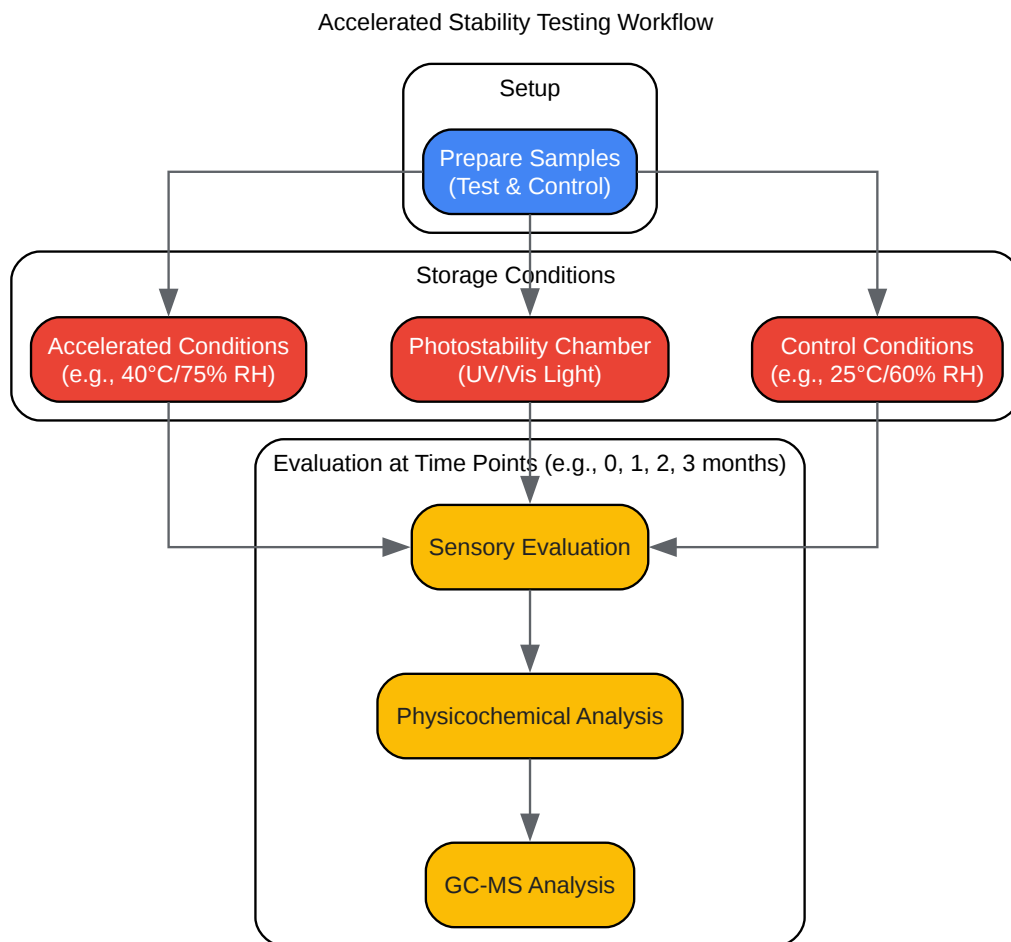 Accelerated Stability Testing Workflow
Setup
Prepare Samples
(Test & Control)
Storage Conditions
Accelerated Conditions
(e.g., 40°C/75% RH)
Photostability Chamber
(UV/Vis Light)
Control Conditions
(e.g., 25°C/60% RH)
Evaluation at Time Points (e.g., 0, 1, 2, 3 months)
Sensory Evaluation
Physicochemical Analysis
GC-MS Analysis